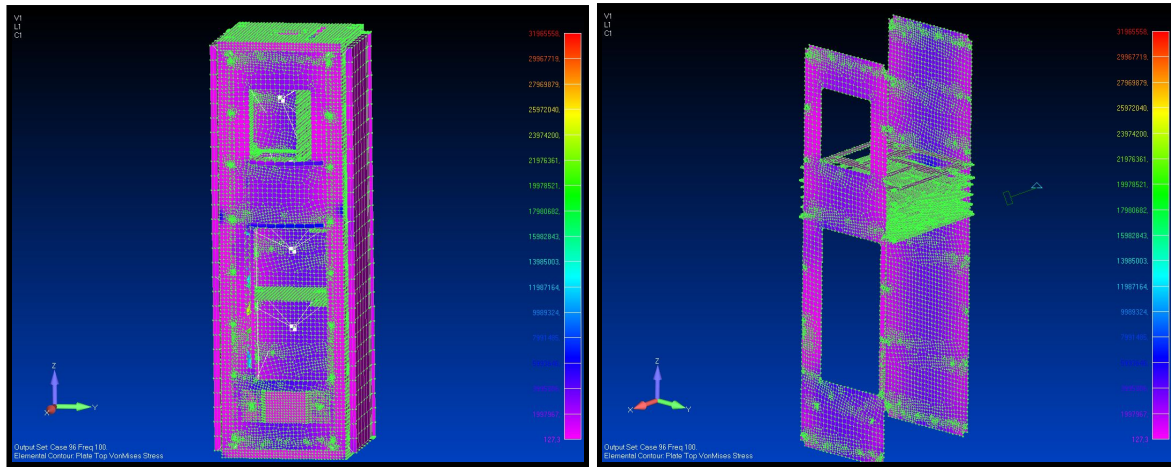 V1
L1
C1
31965558.
29967719.
27969879.
25972040.
23974200.
21976361.
19978521.
17980682.
15982843.
13985003.
11987164.
9989324.
1997967.
122.3
Z
X
Y
Output Set: Case 96 Freq 100.
Elemental Contour: Plate Top VonMises Stress
V1
L1
C1
31965558.
29967719.
27969879.
25972040.
23974200.
21976361.
19978521.
17980682.
15982843.
13985003.
11987164.
9989324.
1997967.
122.3
Z
X
Y
Output Set: Case 96 Freq 100.
Elemental Contour: Plate Top VonMises Stress